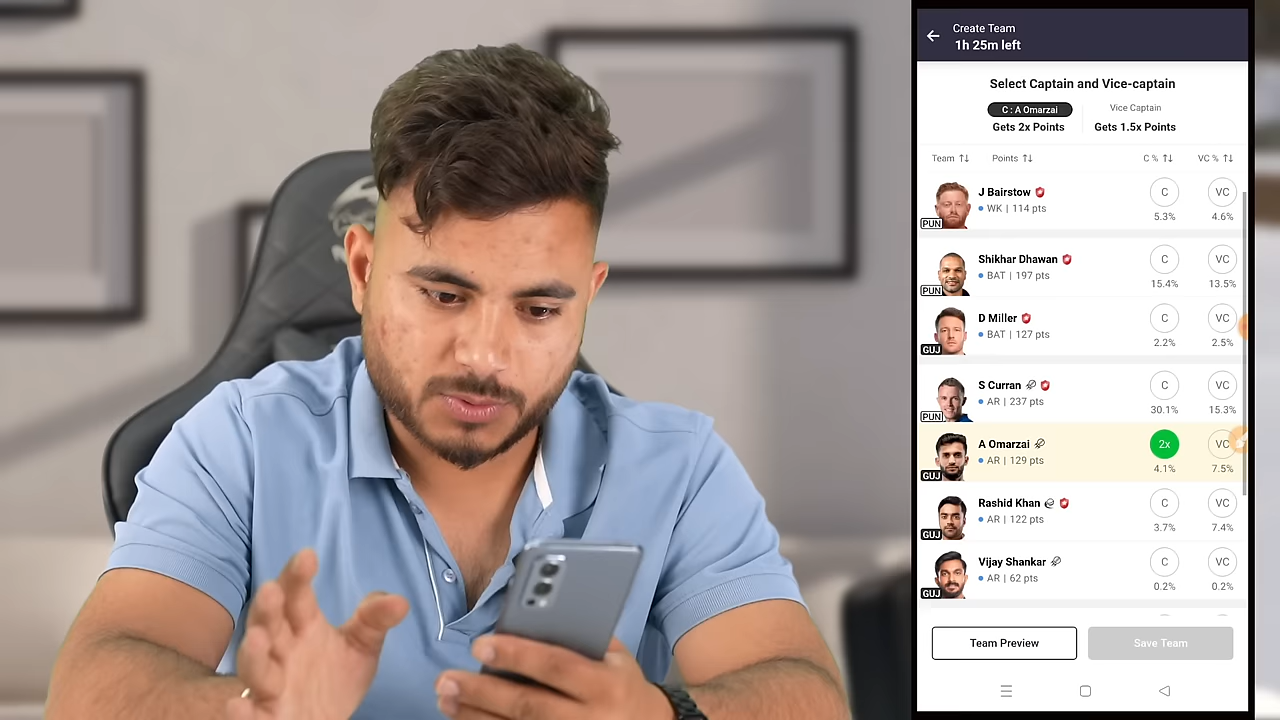 Create Team
1h 25m left
Select Captain and Vice-captain
C : A Omarzai
Vice Captain
Gets 2x Points
Gets 1.5x Points
Team Points C % VC %
J Bairstow
WK | 114 pts
C VC
5.3% 4.6%
PUN
Shikhar Dhawan
BAT | 197 pts
C VC
15.4% 13.5%
PUN
D Miller
BAT | 127 pts
C VC
2.2% 2.5%
GUJ
S Curran
AR | 237 pts
C VC
30.1% 15.3%
PUN
A Omarzai
AR | 129 pts
2x VC
4.1% 7.5%
GUJ
Rashid Khan
AR | 122 pts
C VC
3.7% 7.4%
GUJ
Vijay Shankar
AR | 62 pts
C VC
0.2% 0.2%
GUJ
Team Preview
Save Team